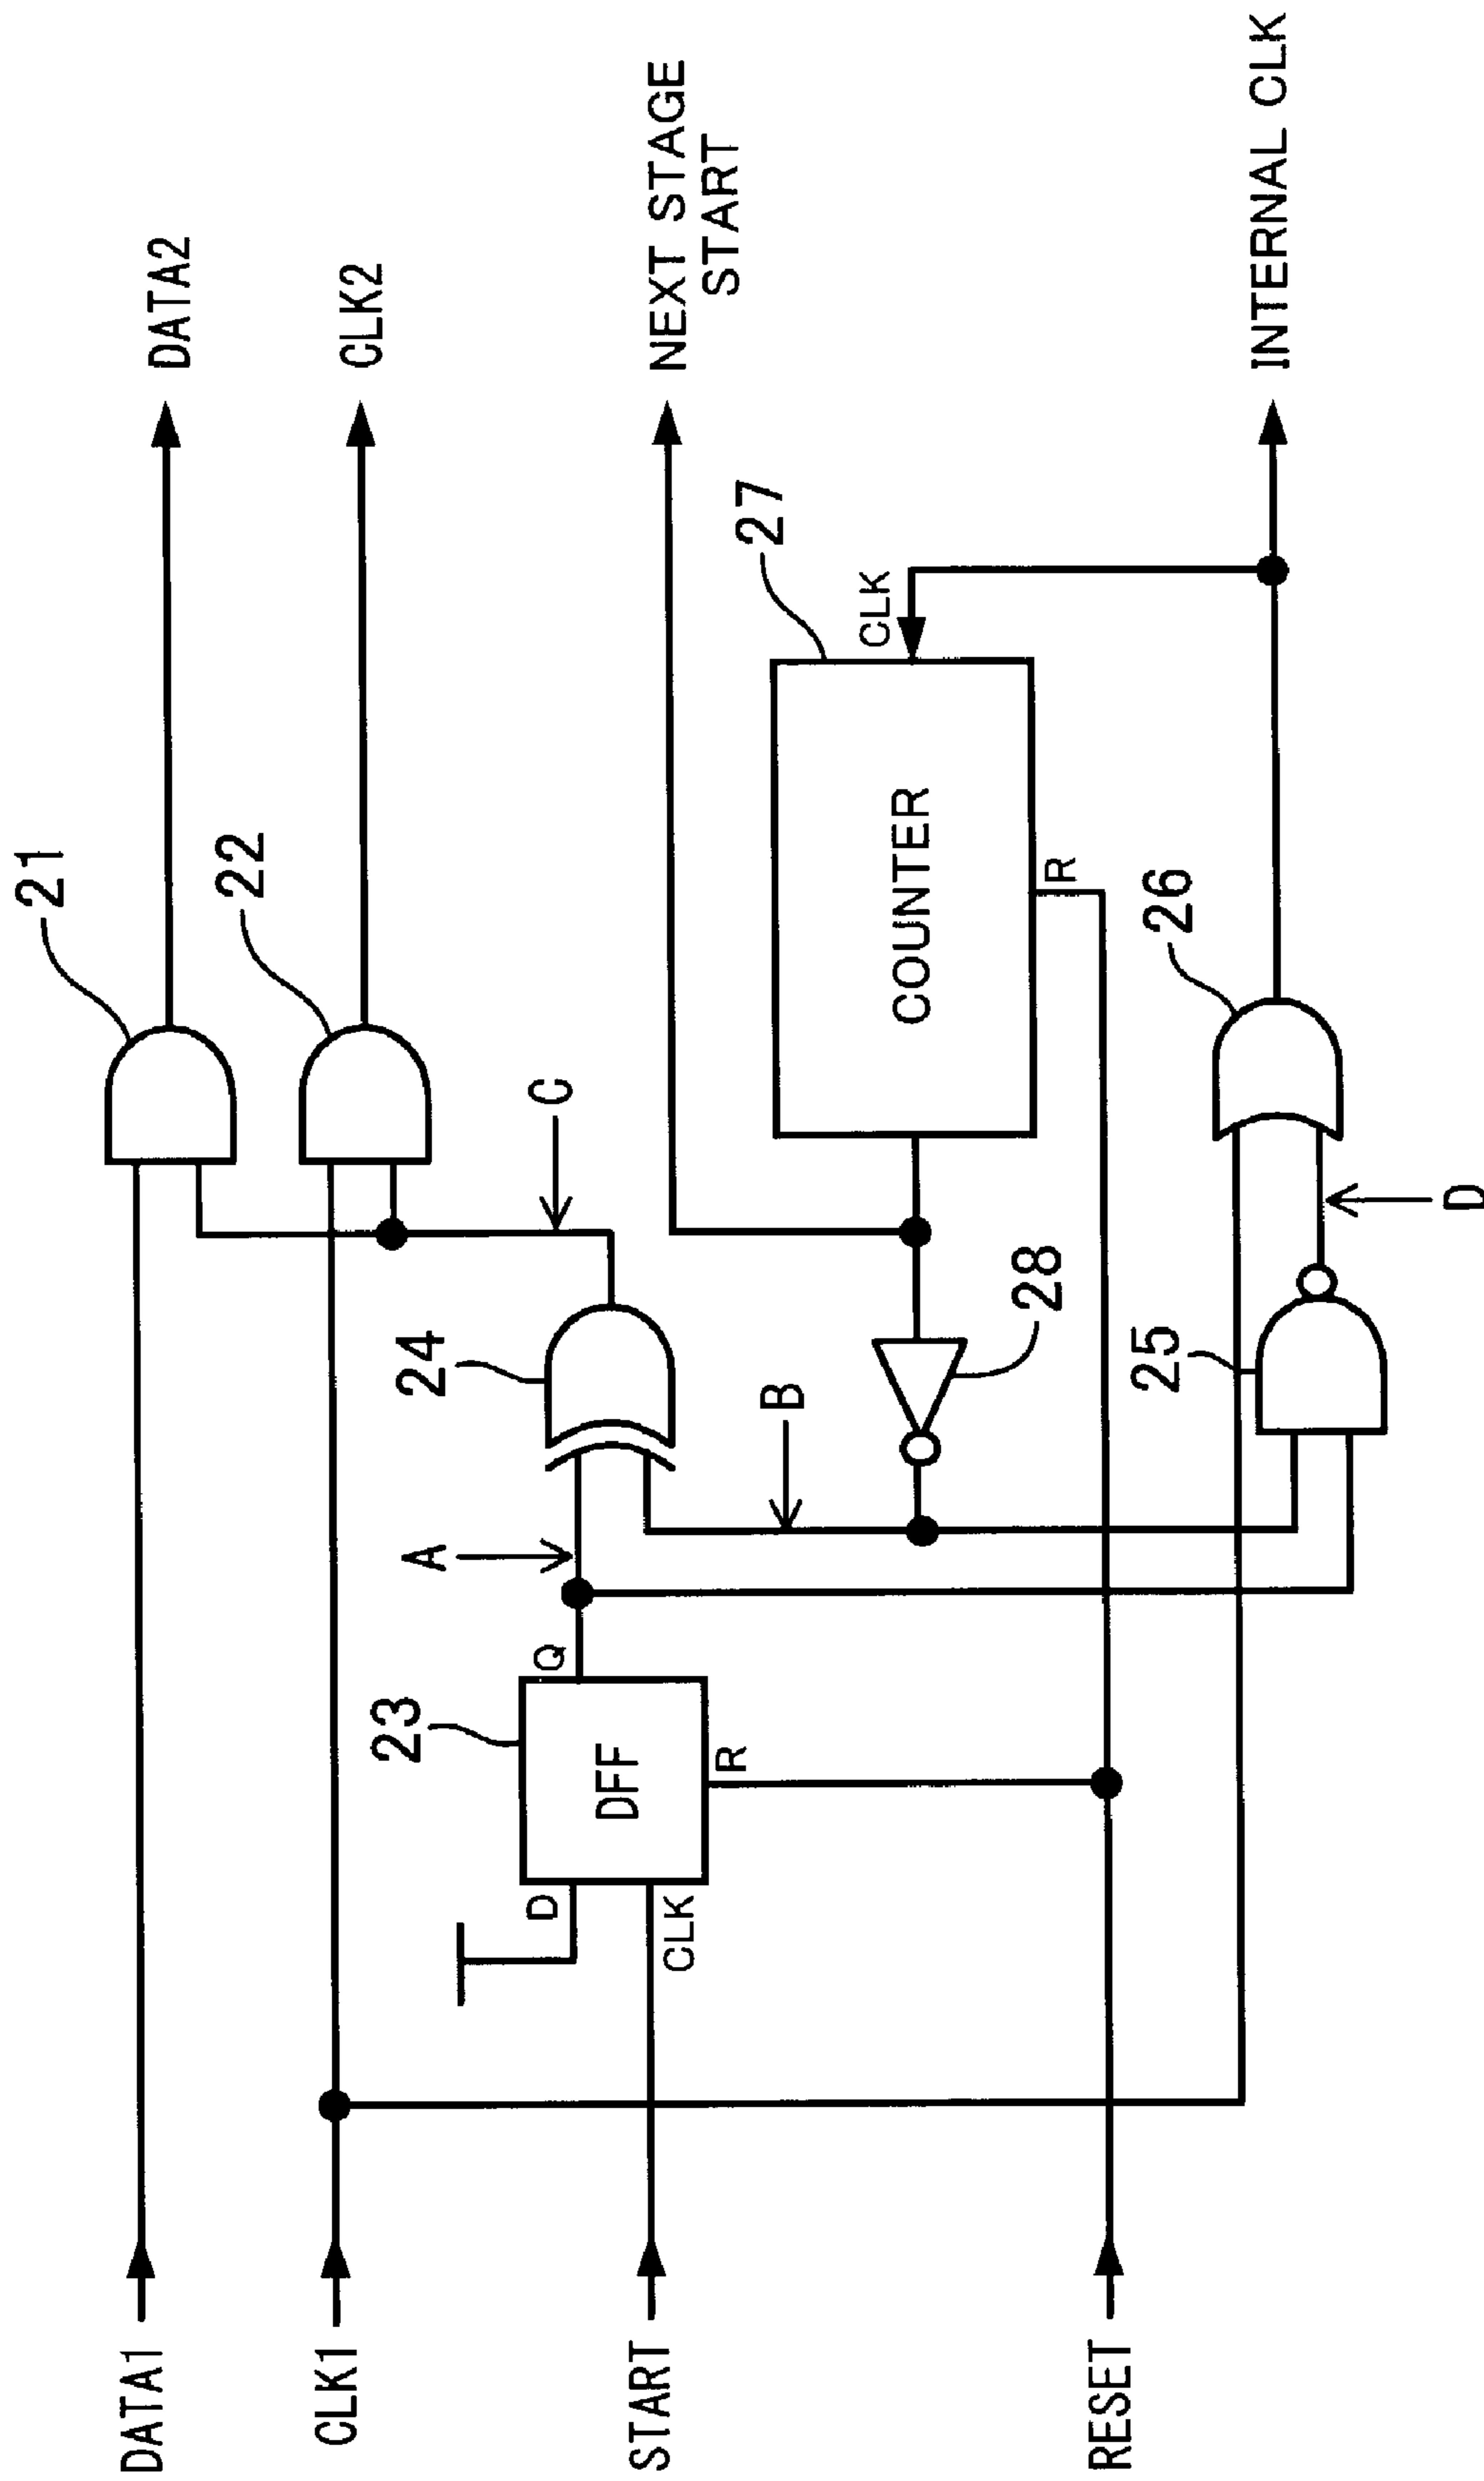 DATA1
CLK1
START
RESET
DATA2
CLK2
NEXT STAGE
START
INTERNAL CLK
21
22
23
DFF
D
CLK
Q
R
A
24
B
C
25
D
26
27
COUNTER
CLK
R
28